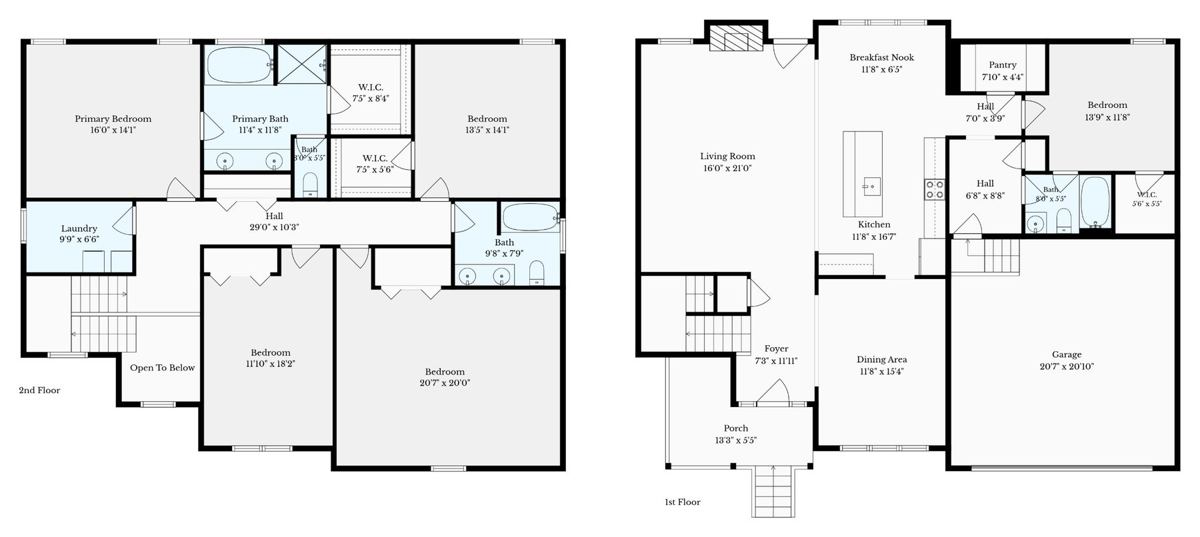 Primary Bedroom
16'0" x 14'1"
Primary Bath
11'4" x 11'8"
W.I.C.
7'5" x 8'4"
Bedroom
13'5" x 14'1"
Bath
3'0" x 5'5"
W.I.C.
7'5" x 5'6"
Laundry
9'9" x 6'6"
Hall
29'0" x 10'3"
Bath
9'8" x 7'9"
Open To Below
Bedroom
11'10" x 18'2"
Bedroom
20'7" x 20'0"
2nd Floor
Breakfast Nook
11'8" x 6'5"
Pantry
7'10" x 4'4"
Hall
7'0" x 3'9"
Bedroom
13'9" x 11'8"
Living Room
16'0" x 21'0"
Hall
6'8" x 8'8"
Bath
8'0" x 5'5"
W.I.C.
5'6" x 5'5"
Kitchen
11'8" x 16'7"
Foyer
7'3" x 11'11"
Dining Area
11'8" x 15'4"
Garage
20'7" x 20'10"
Porch
13'3" x 5'5"
1st Floor